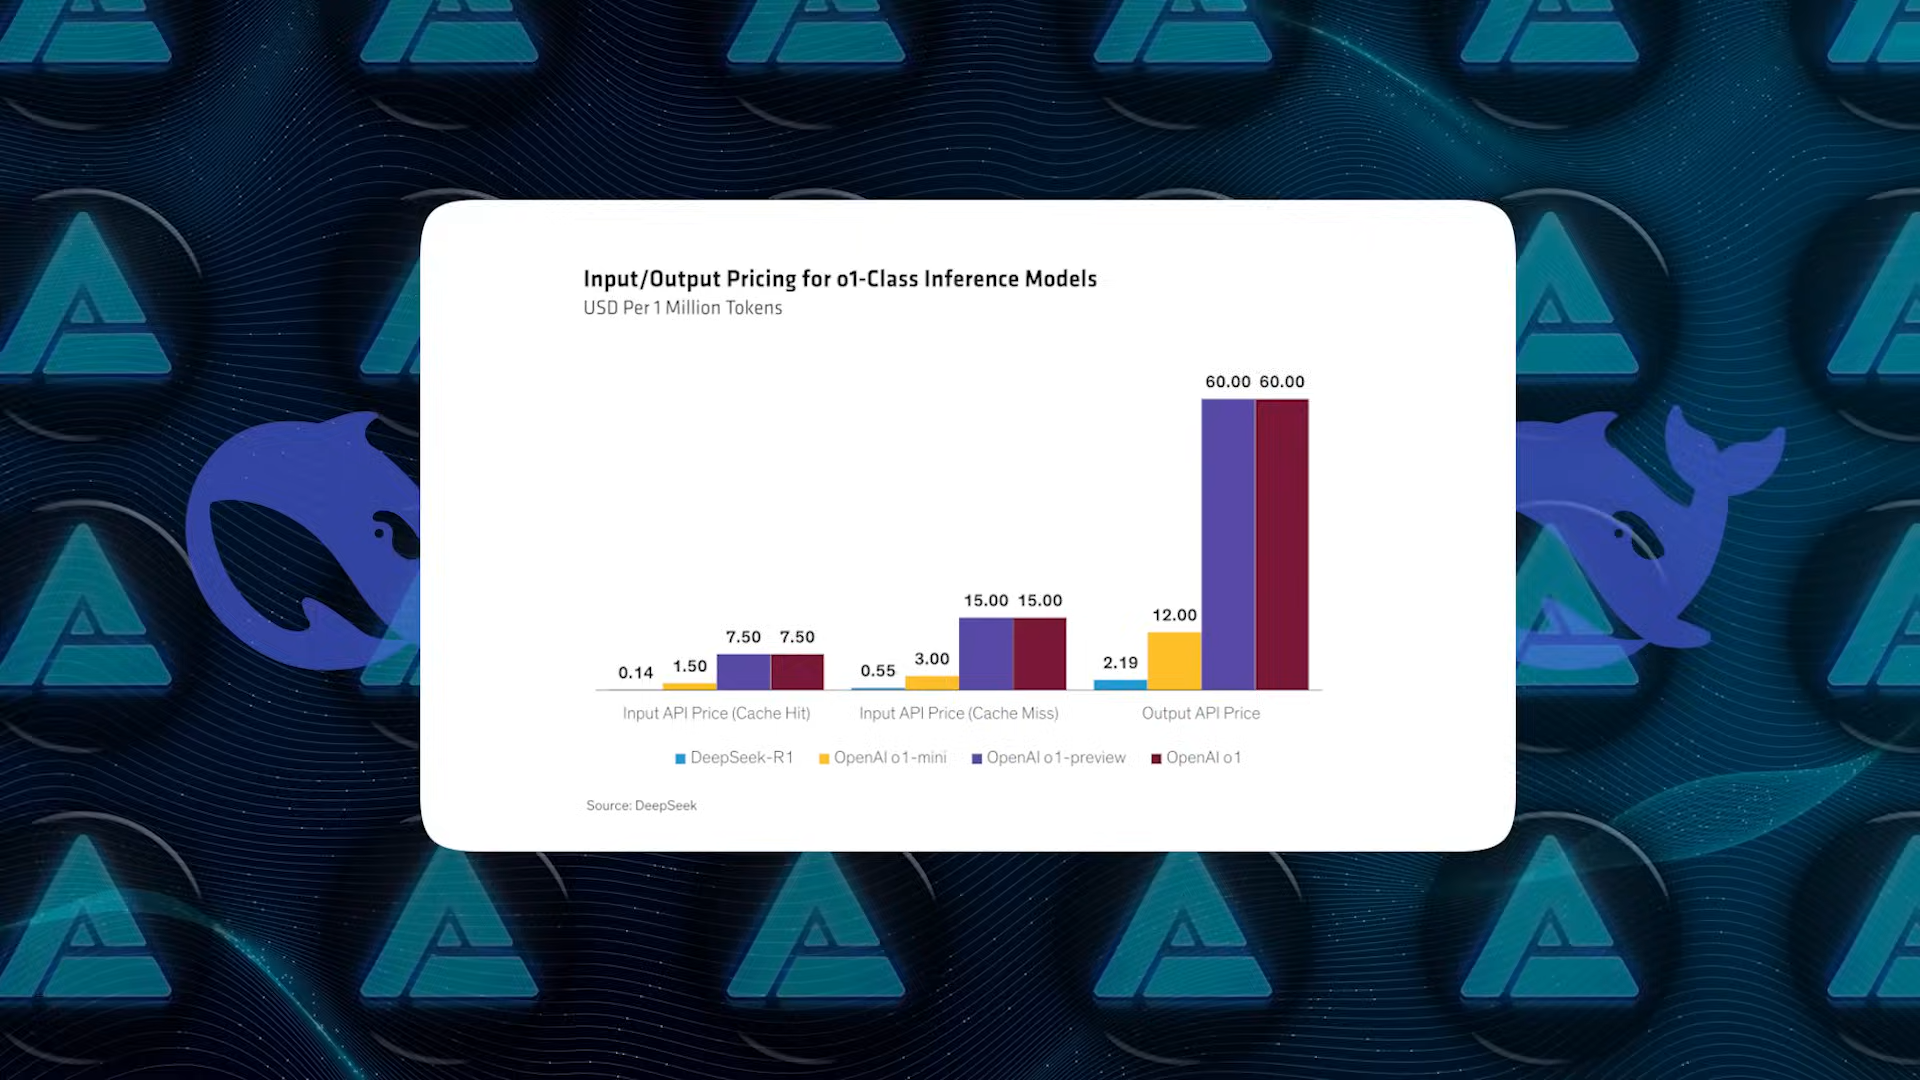 Input/Output Pricing for o1-Class Inference Models
USD Per 1 Million Tokens
60.00 60.00
15.00 15.00
12.00
7.50 7.50
3.00
1.50
0.55
2.19
0.14
Input API Price (Cache Hit) Input API Price (Cache Miss) Output API Price
DeepSeek-R1 OpenAI o1-mini OpenAI o1-preview OpenAI o1
Source: DeepSeek